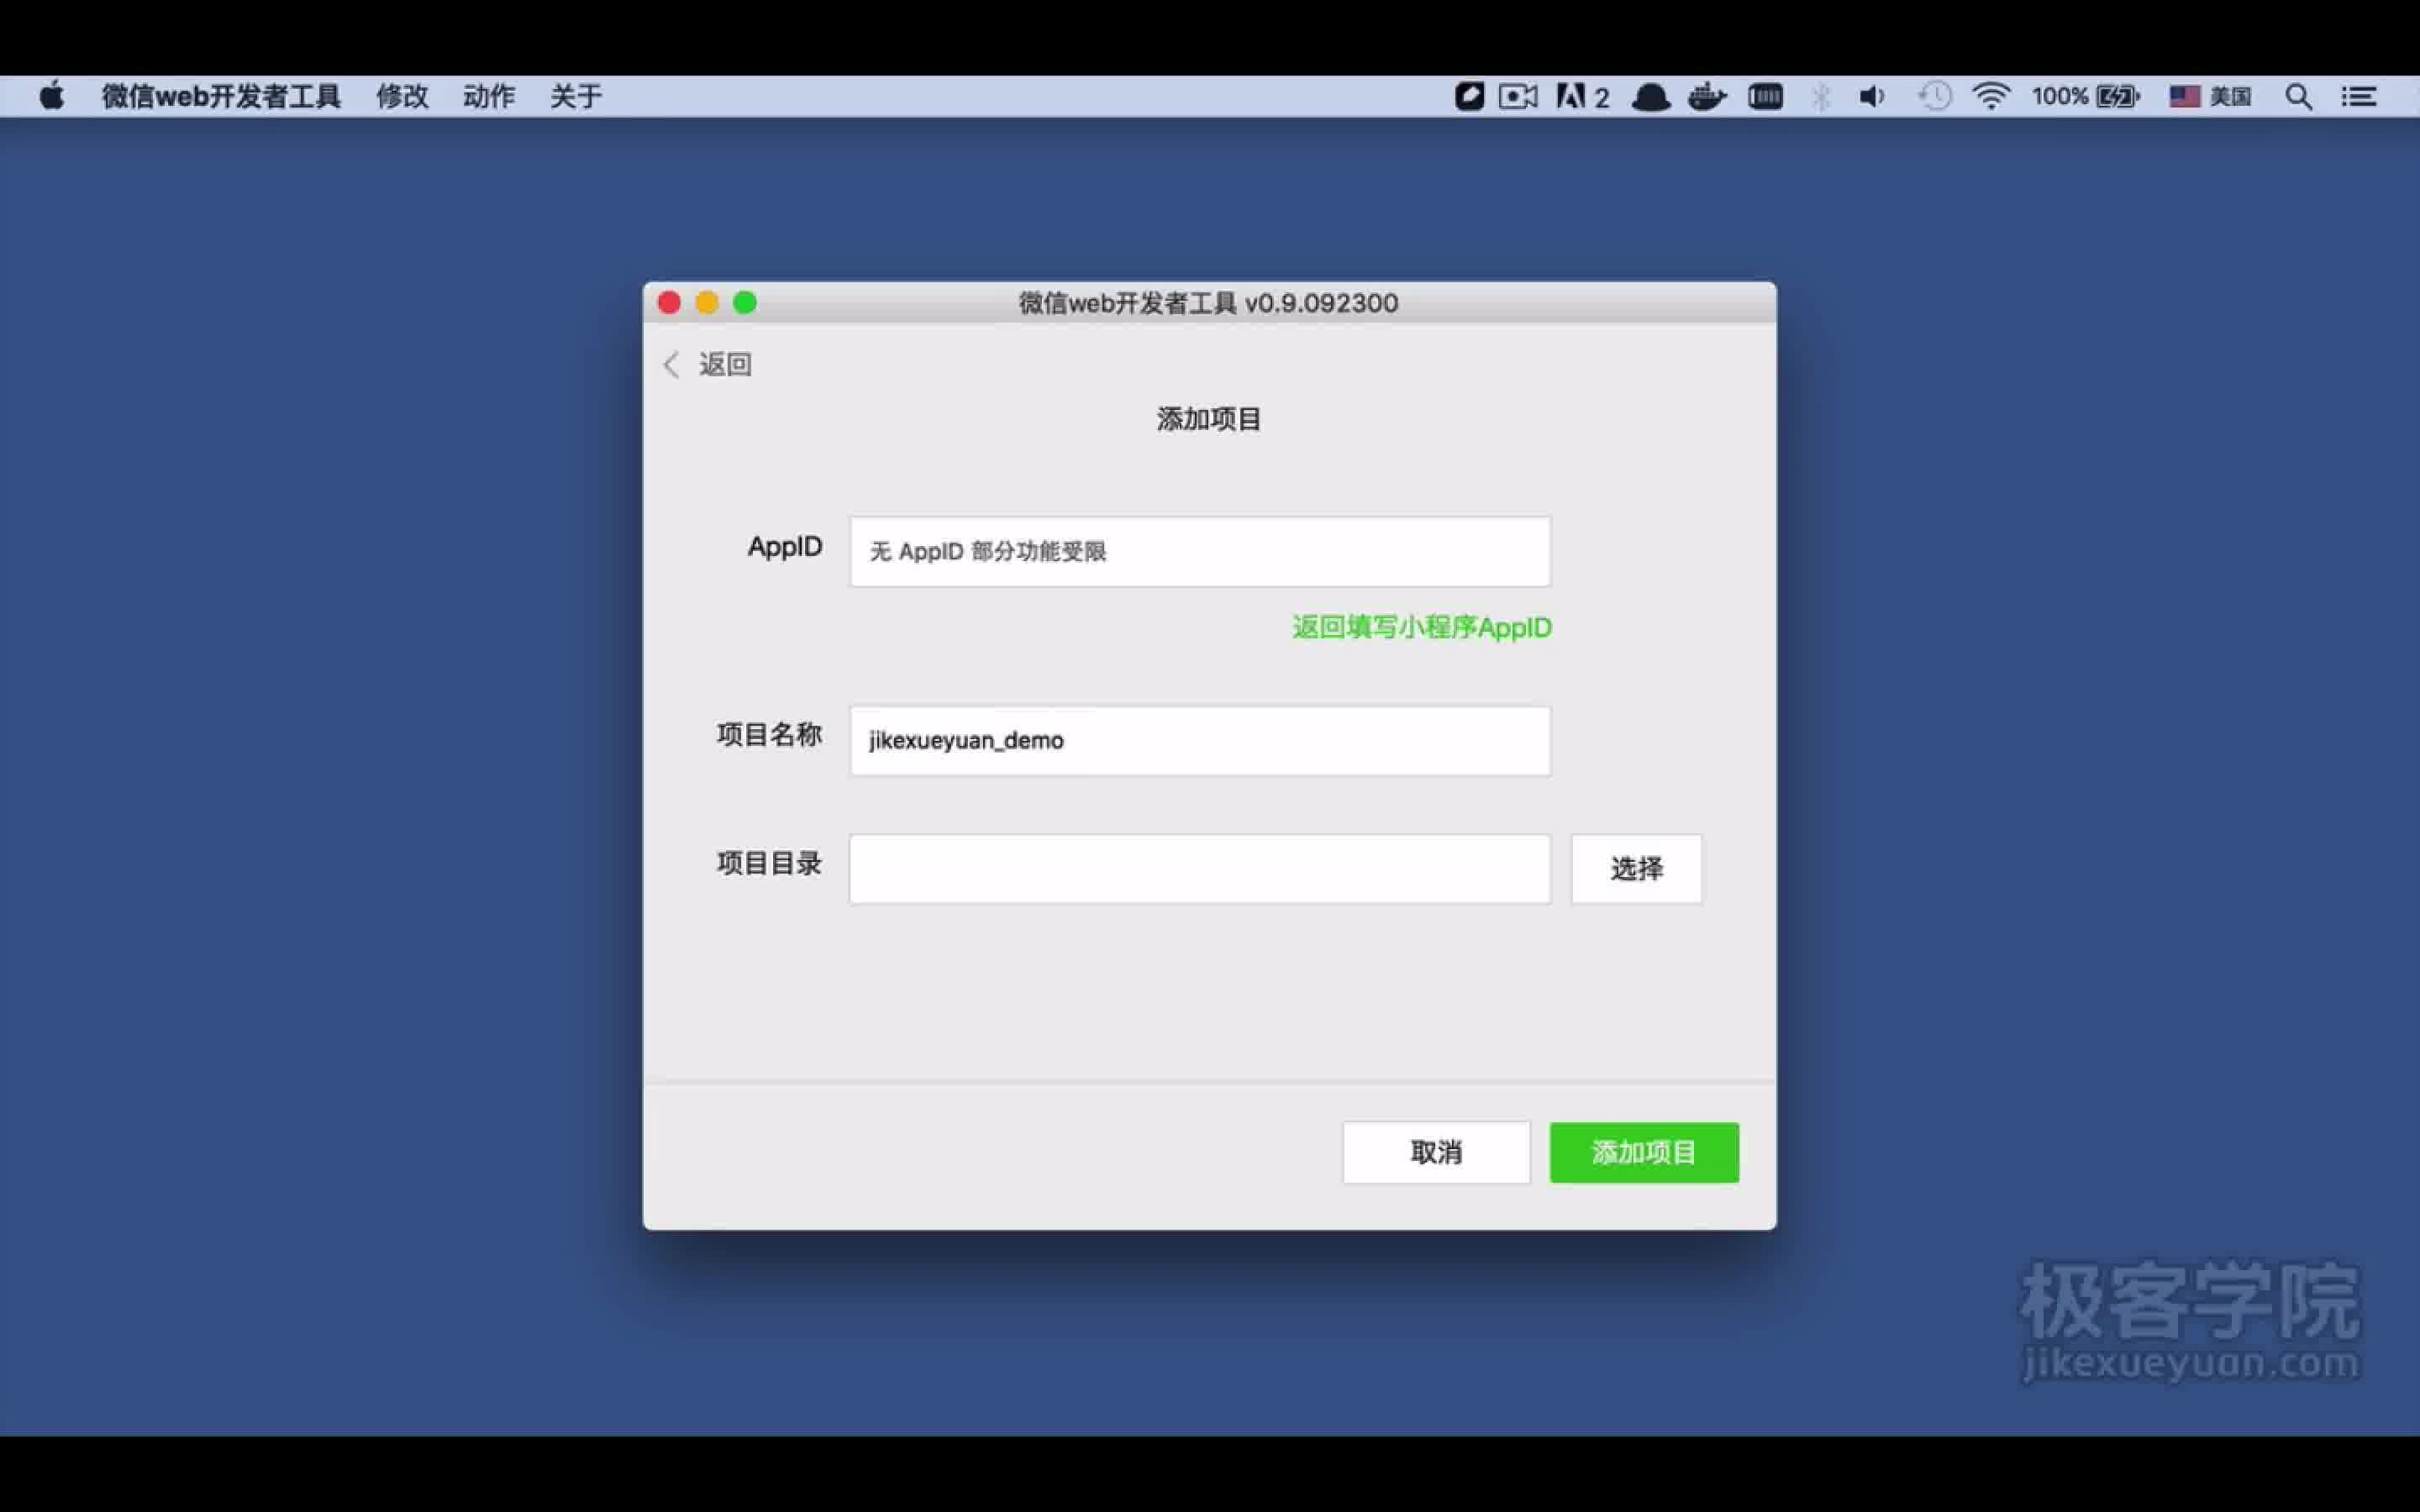 微信web开发者工具 修改 动作 关于 2 100% 美国
微信web开发者工具 v0.9.092300
返回
添加项目
AppID 无 AppID 部分功能受限
返回填写小程序AppID
项目名称 jikexueyuan_demo
项目目录 选择
取消 添加项目
极客学院
jikexueyuan.com